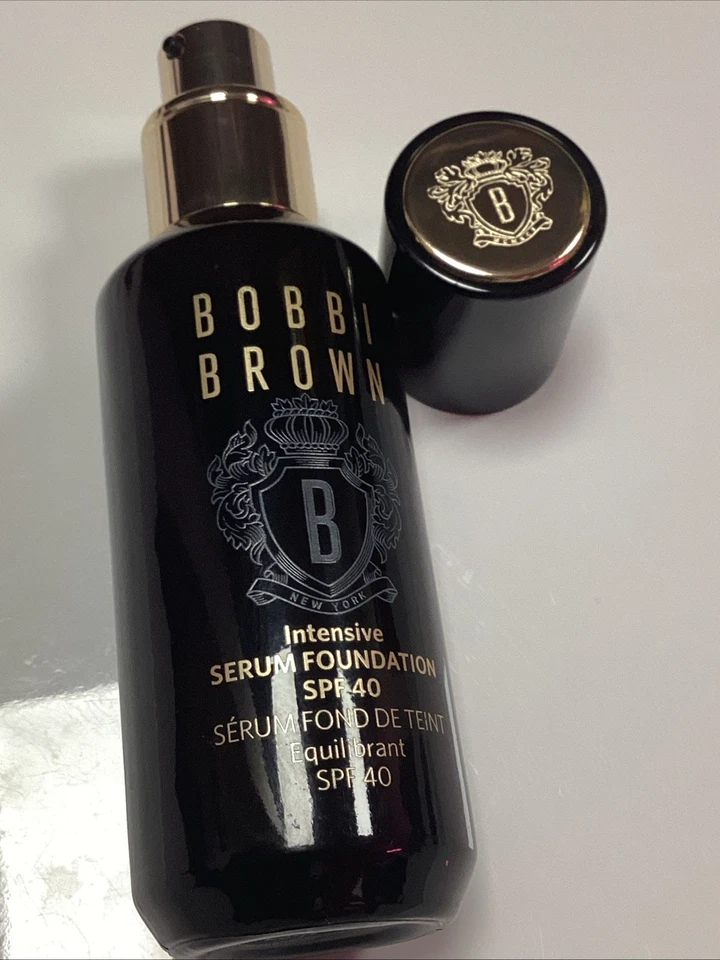 BOBBI
BROWN
B
NEW YORK
Intensive
SERUM FOUNDATION
SPF 40
SÉRUM FOND DE TEINT
Equilibrant
SPF 40
B